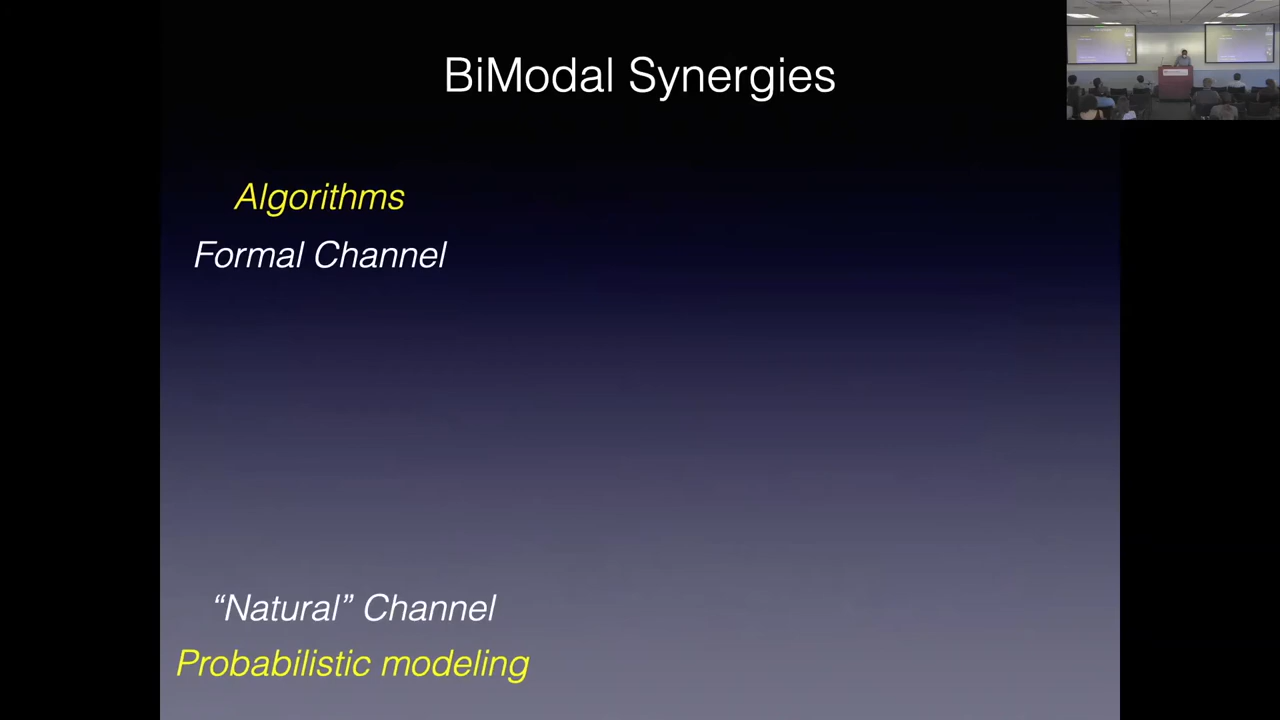 BiModal Synergies
Algorithms
Formal Channel
“Natural” Channel
Probabilistic modeling